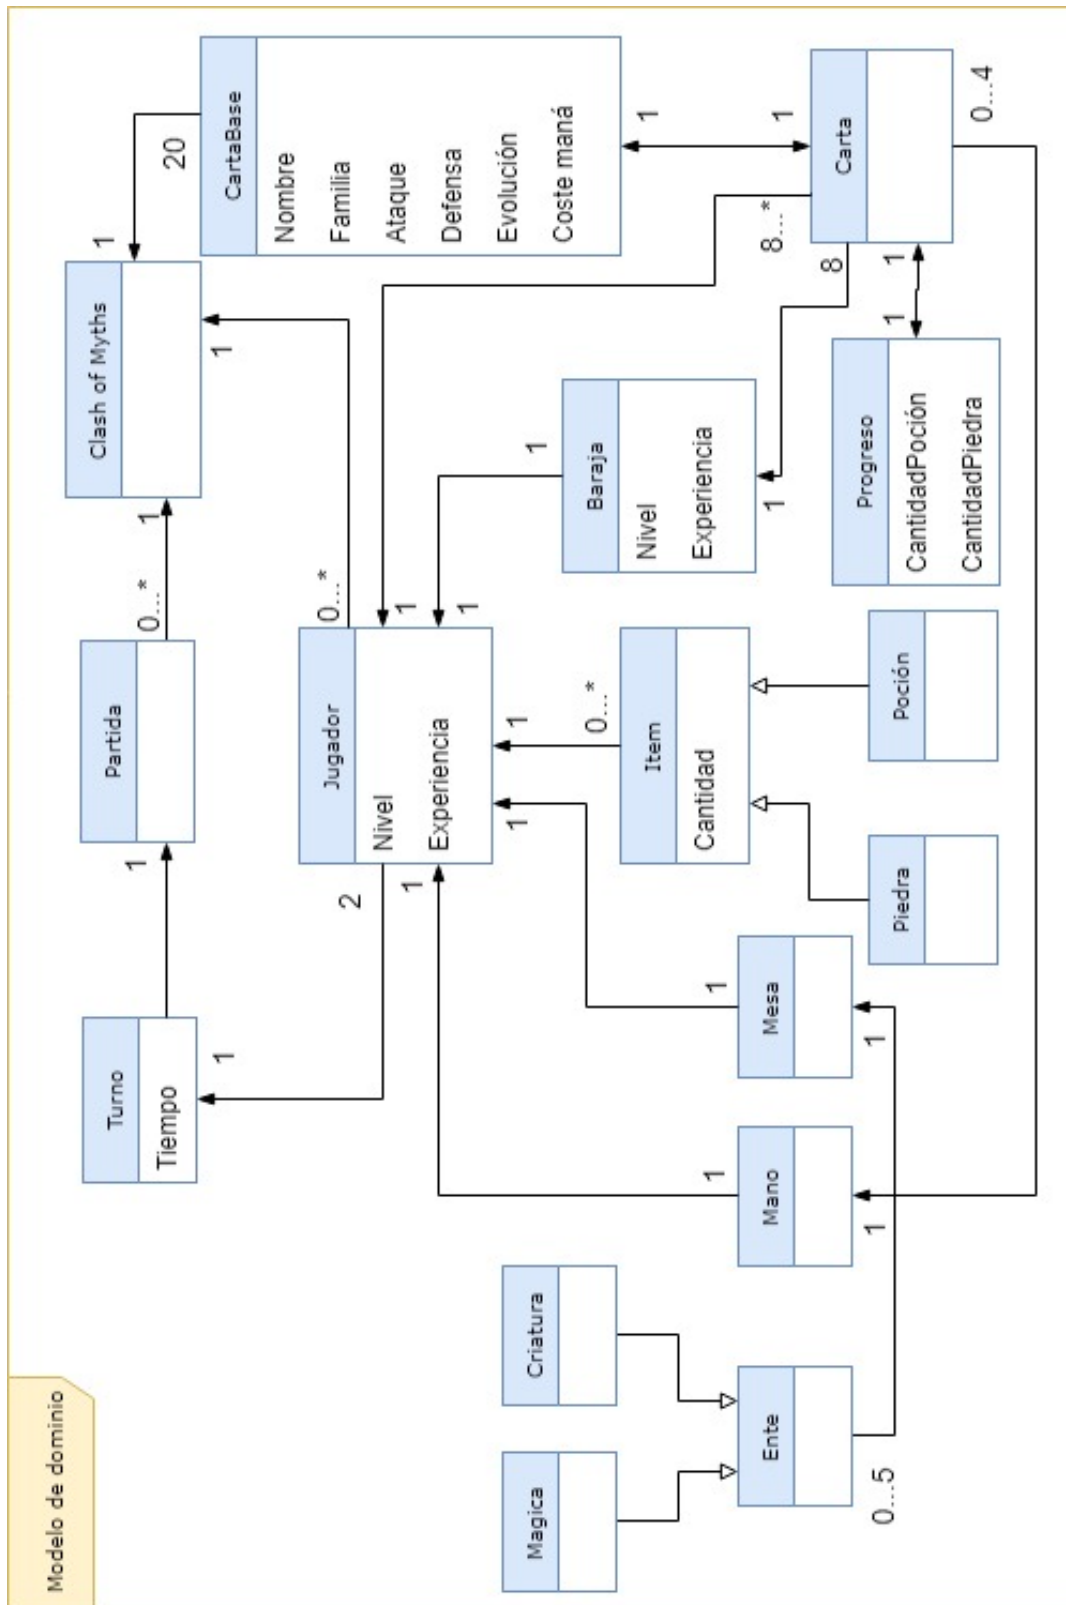 Modelo de dominio
Turno
Tiempo
1
1
Partida
0...*
1
Clash of Myths
1
1
20
CartaBase
Nombre
Familia
Ataque
Defensa
Evolución
Coste maná
2
Jugador
Nivel
Experiencia
0...*
1
1
1
1
1
Magica
Criatura
Item
Cantidad
0...*
Baraja
Nivel
Experiencia
1
1
1
Ente
0...5
Mano
1
1
Mesa
1
1
Piedra
Poción
Progreso
CantidadPoción
CantidadPiedra
1
1
8
8...*
Carta
1
0...4